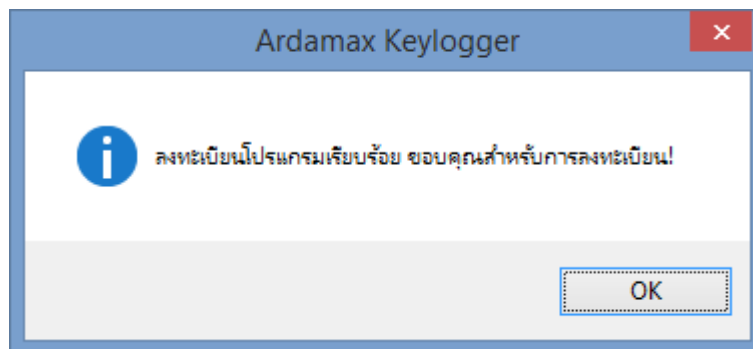 Ardamax Keylogger
ลงทะเบียนโปรแกรมเรียบร้อย ขอบคุณสำหรับการลงทะเบียน!
OK